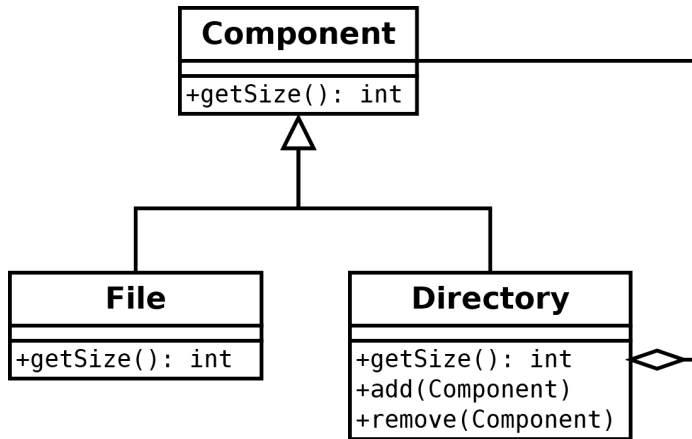 Component
+getSize(): int
File
+getSize(): int
Directory
+getSize(): int
+add(Component)
+remove(Component)